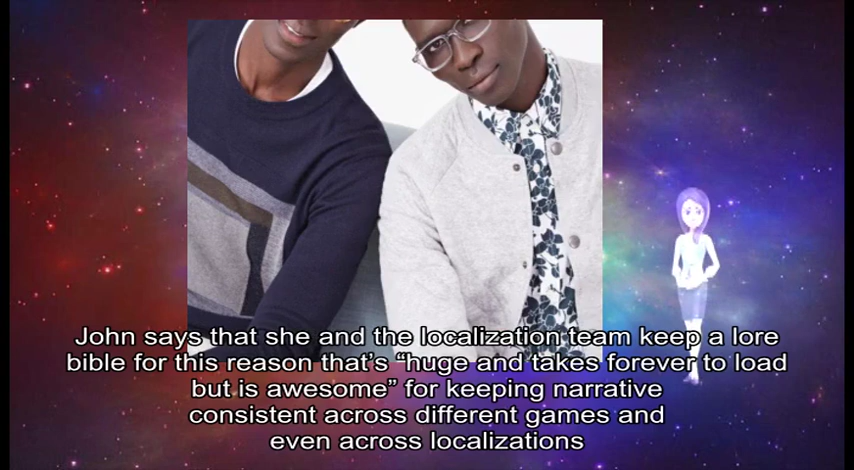 John says that she and the localization team keep a lore
bible for this reason that’s “huge and takes forever to load
but is awesome” for keeping narrative
consistent across different games and
even across localizations